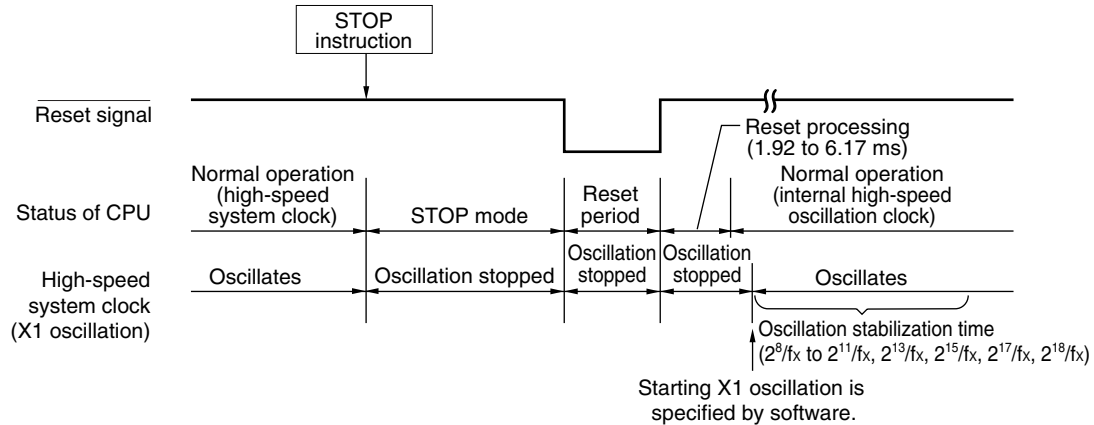 STOP
instruction
Reset signal
Reset processing
(1.92 to 6.17 ms)
Status of CPU
Normal operation
(high-speed
system clock)
STOP mode
Reset
period
Normal operation
(internal high-speed
oscillation clock)
High-speed
system clock
(X1 oscillation)
Oscillates
Oscillation stopped
Oscillation
stopped
Oscillation
stopped
Oscillates
Oscillation stabilization time
(2⁸/fx to 2¹¹/fx, 2¹³/fx, 2¹⁵/fx, 2¹⁷/fx, 2¹⁸/fx)
Starting X1 oscillation is
specified by software.